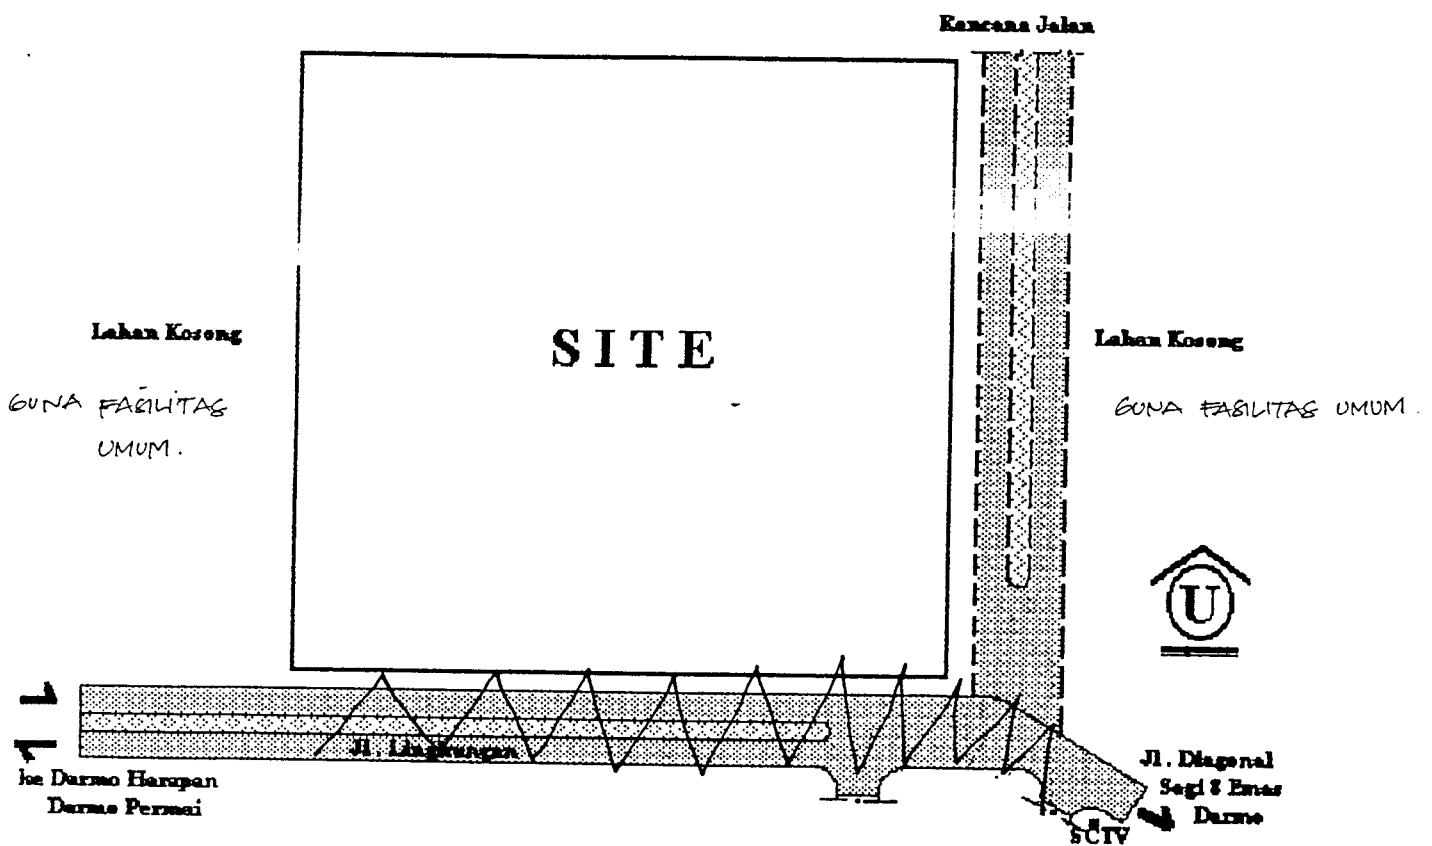 Rencana Jalan
Lahan Kosong
GUNA FASILITAS
UMUM.
SITE
Lahan Kosong
GUNA FASILITAS UMUM.
U
Jl. Lingkungan
ke Darmo Harapan
Darmo Permai
Jl. Diagonal
Segi 8 Emas
Darmo
SCTV